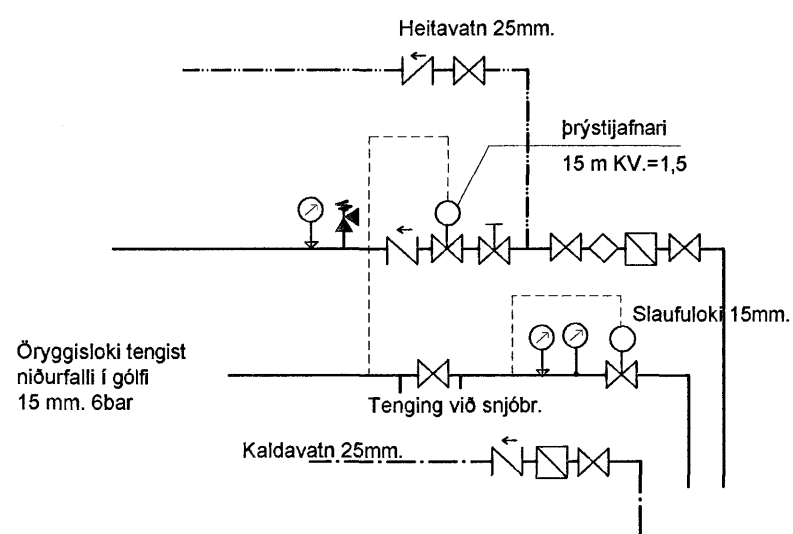 Heitavatn 25mm.
þrýstijafnari
15 m KV.=1,5
Slaufuloki 15mm.
Öryggisloki tengist
niðurfalli í gólfi
15 mm. 6bar
Tenging við snjóbr.
Kaldavatn 25mm.